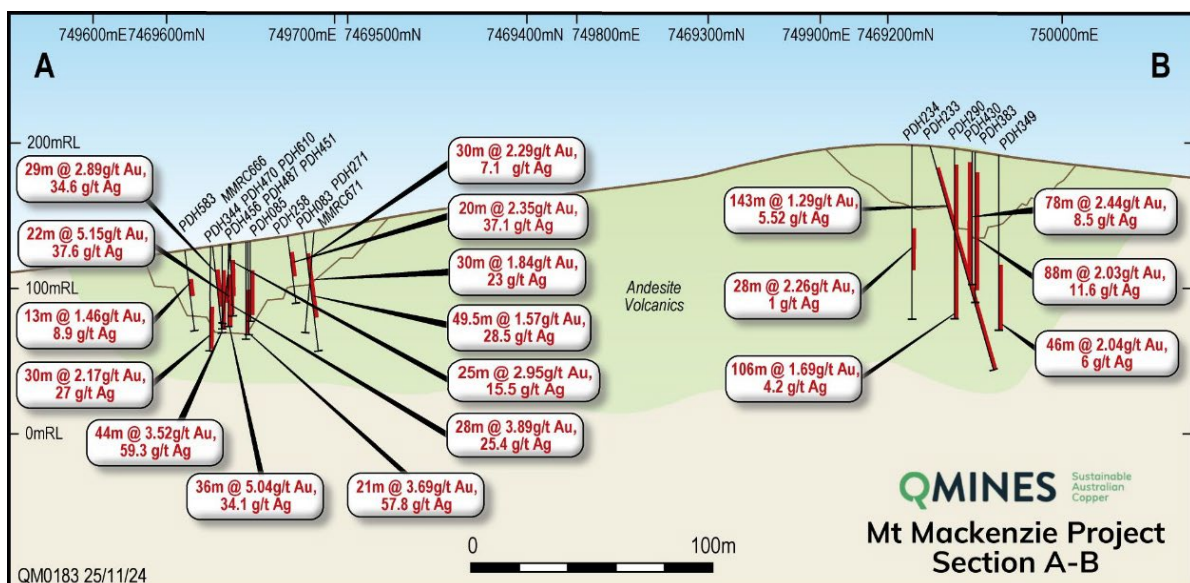 749600mE 7469600mN 749700mE 7469500mN 7469400mN 749800mE 7469300mN 749900mE 7469200mN 750000mE
A
B
200mRL
100mRL
0mRL
PDH583
MMRC666
PDH344 PDH470 PDH610
PDH456 PDH487 PDH451
PDH085
PDH258
PDH083 PDH271
MMRC671
PDH234
PDH233
PDH290
PDH430
PDH383
PDH349
29m @ 2.89g/t Au,
34.6 g/t Ag
22m @ 5.15g/t Au,
37.6 g/t Ag
13m @ 1.46g/t Au,
8.9 g/t Ag
30m @ 2.17g/t Au,
27 g/t Ag
44m @ 3.52g/t Au,
59.3 g/t Ag
36m @ 5.04g/t Au,
34.1 g/t Ag
21m @ 3.69g/t Au,
57.8 g/t Ag
30m @ 2.29g/t Au,
7.1 g/t Ag
20m @ 2.35g/t Au,
37.1 g/t Ag
30m @ 1.84g/t Au,
23 g/t Ag
49.5m @ 1.57g/t Au,
28.5 g/t Ag
25m @ 2.95g/t Au,
15.5 g/t Ag
28m @ 3.89g/t Au,
25.4 g/t Ag
Andesite
Volcanics
143m @ 1.29g/t Au,
5.52 g/t Ag
28m @ 2.26g/t Au,
1 g/t Ag
106m @ 1.69g/t Au,
4.2 g/t Ag
78m @ 2.44g/t Au,
8.5 g/t Ag
88m @ 2.03g/t Au,
11.6 g/t Ag
46m @ 2.04g/t Au,
6 g/t Ag
QMINES
Sustainable
Australian
Copper
Mt Mackenzie Project
Section A-B
0 100m
QM0183 25/11/24